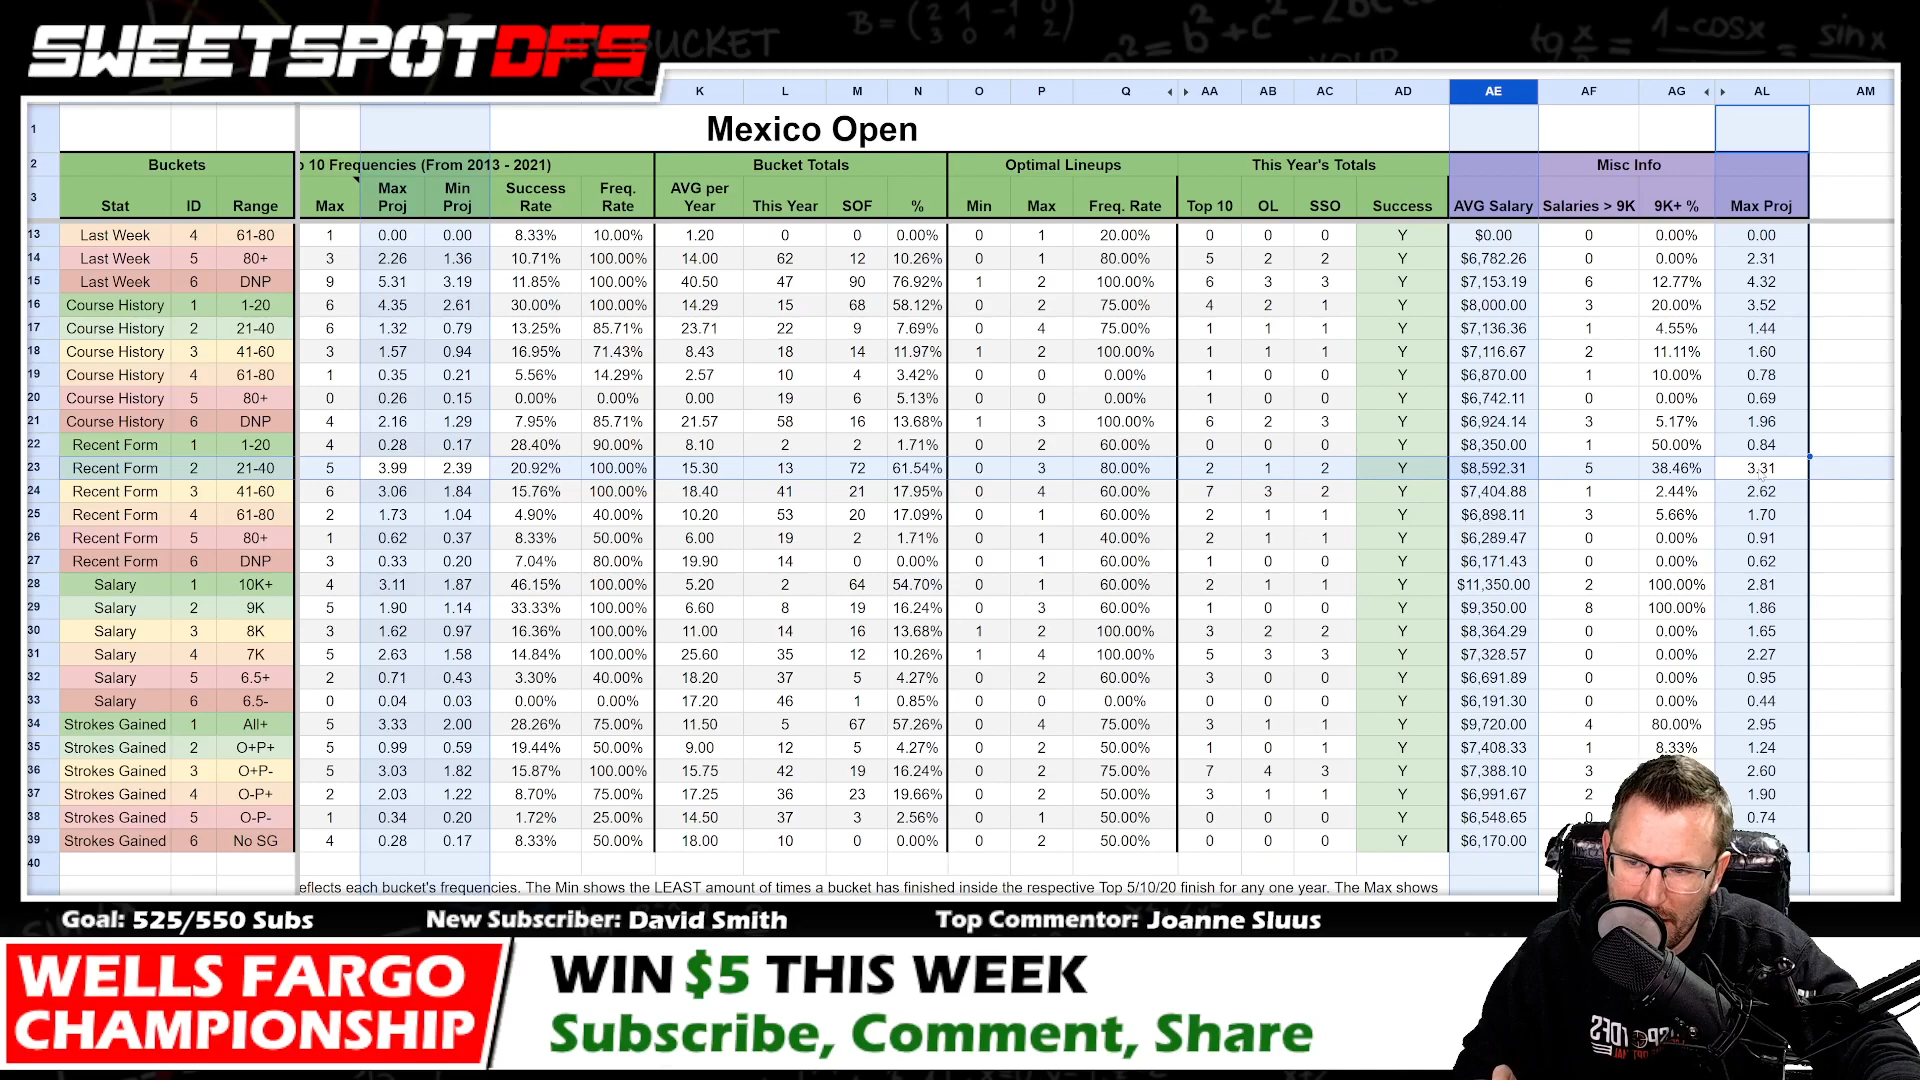 SWEETSPOTDFS
K L M N O P Q AA AB AC AD AE AF AG AL AM
1 Mexico Open
2 Buckets 10 Frequencies (From 2013 - 2021) Bucket Totals Optimal Lineups This Year's Totals Misc Info
3 Stat ID Range Max Max Proj Min Proj Success Rate Freq. Rate AVG per Year This Year SOF % Min Max Freq. Rate Top 10 OL SSO Success AVG Salary Salaries > 9K 9K+ % Max Proj
13 Last Week 4 61-80 1 0.00 0.00 8.33% 10.00% 1.20 0 0 0.00% 0 1 20.00% 0 0 0 Y $0.00 0 0.00% 0.00
14 Last Week 5 80+ 3 2.26 1.36 10.71% 100.00% 14.00 62 12 10.26% 0 1 80.00% 5 2 2 Y $6,782.26 0 0.00% 2.31
15 Last Week 6 DNP 9 5.31 3.19 11.85% 100.00% 40.50 47 90 76.92% 1 2 100.00% 6 3 3 Y $7,153.19 6 12.77% 4.32
16 Course History 1 1-20 6 4.35 2.61 30.00% 100.00% 14.29 15 68 58.12% 0 2 75.00% 4 2 1 Y $8,000.00 3 20.00% 3.52
17 Course History 2 21-40 6 1.32 0.79 13.25% 85.71% 23.71 22 9 7.69% 0 4 75.00% 1 1 1 Y $7,136.36 1 4.55% 1.44
18 Course History 3 41-60 3 1.57 0.94 16.95% 71.43% 8.43 18 14 11.97% 1 2 100.00% 1 1 1 Y $7,116.67 2 11.11% 1.60
19 Course History 4 61-80 1 0.35 0.21 5.56% 14.29% 2.57 10 4 3.42% 0 0 0.00% 1 0 0 Y $6,870.00 1 10.00% 0.78
20 Course History 5 80+ 0 0.26 0.15 0.00% 0.00% 0.00 19 6 5.13% 0 0 0.00% 1 0 0 Y $6,742.11 0 0.00% 0.69
21 Course History 6 DNP 4 2.16 1.29 7.95% 85.71% 21.57 58 16 13.68% 1 3 100.00% 6 2 3 Y $6,924.14 3 5.17% 1.96
22 Recent Form 1 1-20 4 0.28 0.17 28.40% 90.00% 8.10 2 2 1.71% 0 2 60.00% 0 0 0 Y $8,350.00 1 50.00% 0.84
23 Recent Form 2 21-40 5 3.99 2.39 20.92% 100.00% 15.30 13 72 61.54% 0 3 80.00% 2 1 2 Y $8,592.31 5 38.46% 3.31
24 Recent Form 3 41-60 6 3.06 1.84 15.76% 100.00% 18.40 41 21 17.95% 0 4 60.00% 7 3 2 Y $7,404.88 1 2.44% 2.62
25 Recent Form 4 61-80 2 1.73 1.04 4.90% 40.00% 10.20 53 20 17.09% 0 1 60.00% 2 1 1 Y $6,898.11 3 5.66% 1.70
26 Recent Form 5 80+ 1 0.62 0.37 8.33% 50.00% 6.00 19 2 1.71% 0 1 40.00% 2 1 1 Y $6,289.47 0 0.00% 0.91
27 Recent Form 6 DNP 3 0.33 0.20 7.04% 80.00% 19.90 14 0 0.00% 0 1 60.00% 1 0 0 Y $6,171.43 0 0.00% 0.62
28 Salary 1 10K+ 4 3.11 1.87 46.15% 100.00% 5.20 2 64 54.70% 0 1 60.00% 2 1 1 Y $11,350.00 2 100.00% 2.81
29 Salary 2 9K 5 1.90 1.14 33.33% 100.00% 6.60 8 19 16.24% 0 3 60.00% 1 0 0 Y $9,350.00 8 100.00% 1.86
30 Salary 3 8K 3 1.62 0.97 16.36% 100.00% 11.00 14 16 13.68% 1 2 100.00% 3 2 2 Y $8,364.29 0 0.00% 1.65
31 Salary 4 7K 5 2.63 1.58 14.84% 100.00% 25.60 35 12 10.26% 1 4 100.00% 5 3 3 Y $7,328.57 0 0.00% 2.27
32 Salary 5 6.5+ 2 0.71 0.43 3.30% 40.00% 18.20 37 5 4.27% 0 2 60.00% 3 0 0 Y $6,691.89 0 0.00% 0.95
33 Salary 6 6.5- 0 0.04 0.03 0.00% 0.00% 17.20 46 1 0.85% 0 0 0.00% 0 0 0 Y $6,191.30 0 0.00% 0.44
34 Strokes Gained 1 All+ 5 3.33 2.00 28.26% 75.00% 11.50 5 67 57.26% 0 4 75.00% 3 1 1 Y $9,720.00 4 80.00% 2.95
35 Strokes Gained 2 O+P+ 5 0.99 0.59 19.44% 50.00% 9.00 12 5 4.27% 0 2 50.00% 1 0 1 Y $7,408.33 1 8.33% 1.24
36 Strokes Gained 3 O+P- 5 3.03 1.82 15.87% 100.00% 15.75 42 19 16.24% 0 2 75.00% 7 4 3 Y $7,388.10 3 2.60
37 Strokes Gained 4 O-P+ 2 2.03 1.22 8.70% 75.00% 17.25 36 23 19.66% 0 2 50.00% 3 1 1 Y $6,991.67 2 1.90
38 Strokes Gained 5 O-P- 1 0.34 0.20 1.72% 25.00% 14.50 37 3 2.56% 0 1 50.00% 0 0 0 Y $6,548.65 0 0.74
39 Strokes Gained 6 No SG 4 0.28 0.17 8.33% 50.00% 18.00 10 0 0.00% 0 2 50.00% 0 0 0 Y $6,170.00
40
eflects each bucket's frequencies. The Min shows the LEAST amount of times a bucket has finished inside the respective Top 5/10/20 finish for any one year. The Max shows
Goal: 525/550 Subs New Subscriber: David Smith Top Commentor: Joanne Sluus
WELLS FARGO CHAMPIONSHIP
WIN $5 THIS WEEK
Subscribe, Comment, Share